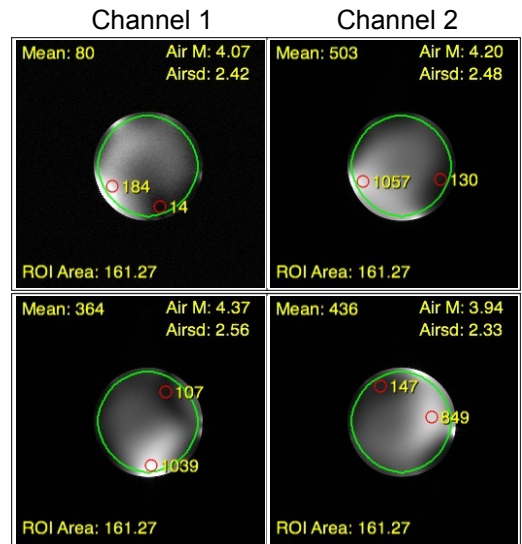 Channel 1 Channel 2
Mean: 80 Air M: 4.07
Airsd: 2.42
184
14
ROI Area: 161.27
Mean: 503 Air M: 4.20
Airsd: 2.48
1057
130
ROI Area: 161.27
Mean: 364 Air M: 4.37
Airsd: 2.56
107
1039
ROI Area: 161.27
Mean: 436 Air M: 3.94
Airsd: 2.33
147
849
ROI Area: 161.27